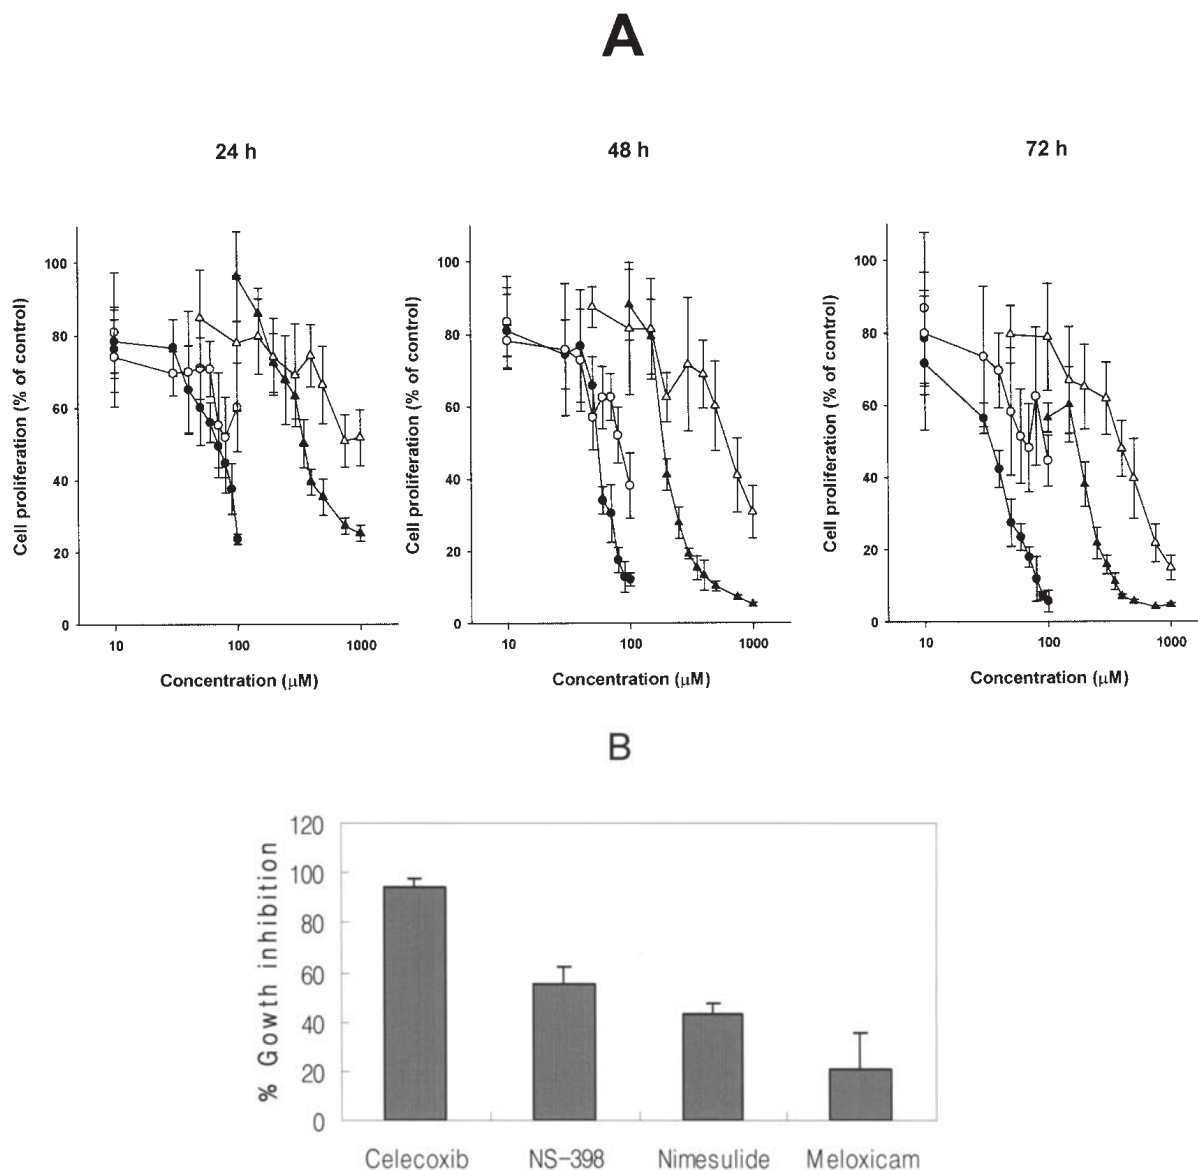 A
24 h
48 h
72 h
Cell proliferation (% of control)
100
80
60
40
20
0
10
100
1000
Concentration (μM)
Cell proliferation (% of control)
100
80
60
40
20
0
10
100
1000
Concentration (μM)
Cell proliferation (% of control)
100
80
60
40
20
0
10
100
1000
Concentration (μM)
B
% Gowth inhibition
120
100
80
60
40
20
0
Celecoxib
NS-398
Nimesulide
Meloxicam